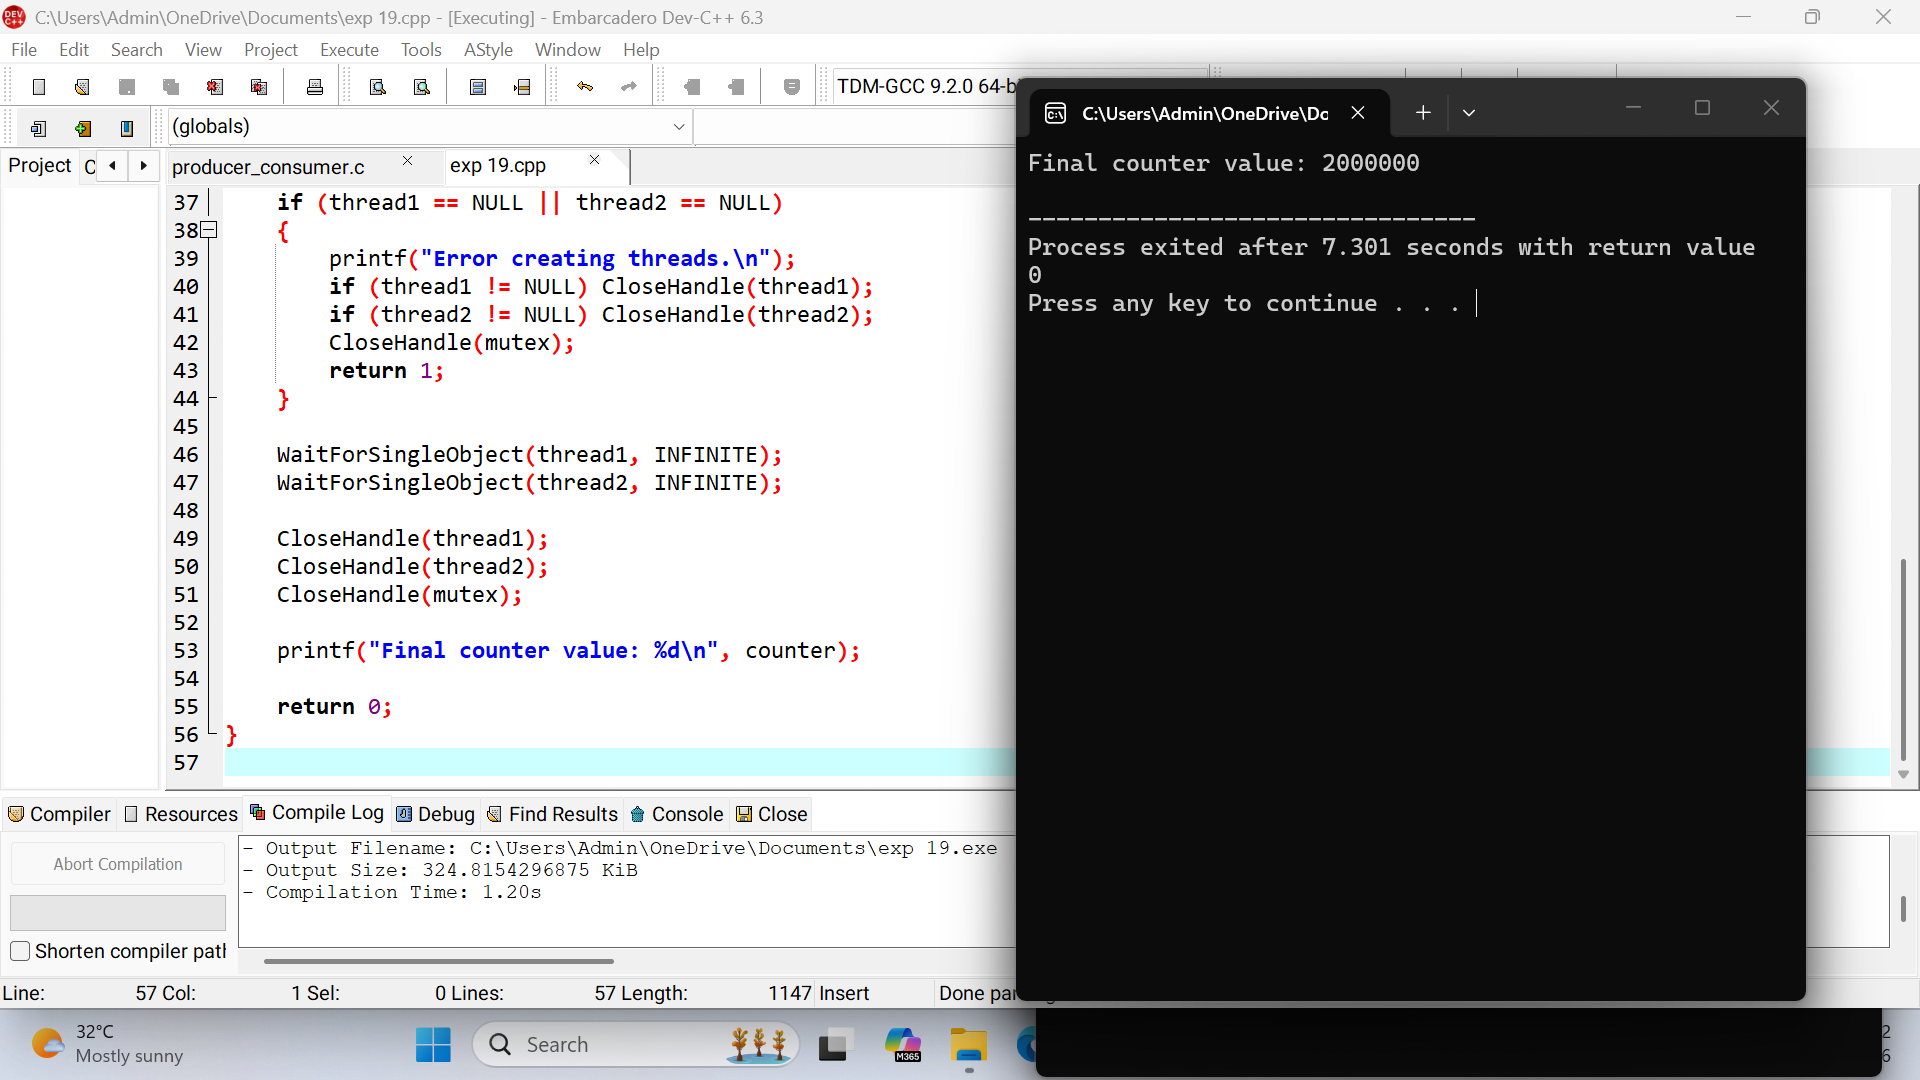 C:\Users\Admin\OneDrive\Documents\exp 19.cpp - [Executing] - Embarcadero Dev-C++ 6.3
File Edit Search View Project Execute Tools AStyle Window Help
TDM-GCC 9.2.0 64-b
(globals)
Project C
producer_consumer.c
exp 19.cpp
37 if (thread1 == NULL || thread2 == NULL)
38 {
39 printf("Error creating threads.\n");
40 if (thread1 != NULL) CloseHandle(thread1);
41 if (thread2 != NULL) CloseHandle(thread2);
42 CloseHandle(mutex);
43 return 1;
44 }
45
46 WaitForSingleObject(thread1, INFINITE);
47 WaitForSingleObject(thread2, INFINITE);
48
49 CloseHandle(thread1);
50 CloseHandle(thread2);
51 CloseHandle(mutex);
52
53 printf("Final counter value: %d\n", counter);
54
55 return 0;
56 }
57
C:\Users\Admin\OneDrive\Dc
Final counter value: 2000000
--------------------------------
Process exited after 7.301 seconds with return value
0
Press any key to continue . . .
Compiler Resources Compile Log Debug Find Results Console Close
Abort Compilation
Shorten compiler path
- Output Filename: C:\Users\Admin\OneDrive\Documents\exp 19.exe
- Output Size: 324.8154296875 KiB
- Compilation Time: 1.20s
Line: 57 Col: 1 Sel: 0 Lines: 57 Length: 1147 Insert Done
32°C
Mostly sunny
Search
M365